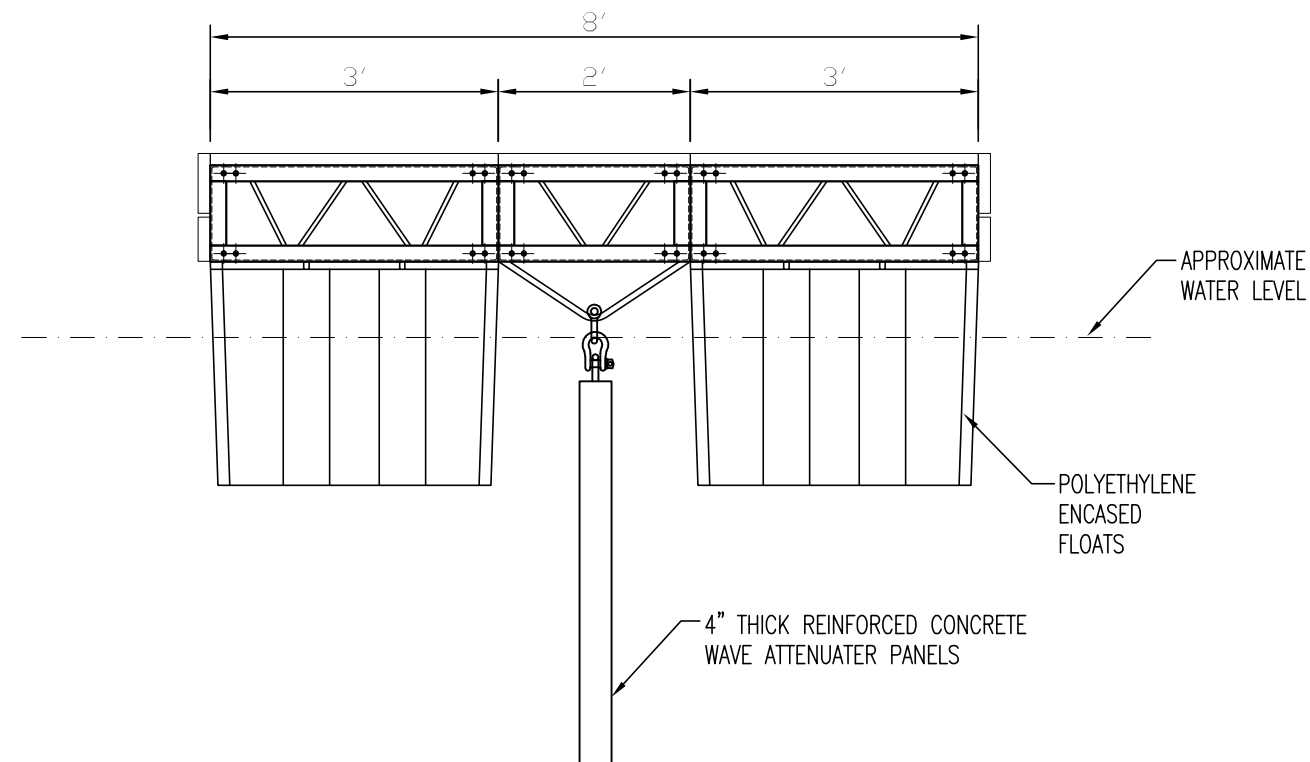 8'
3'
2'
3'
APPROXIMATE
WATER LEVEL
POLYETHYLENE
ENCASED
FLOATS
4" THICK REINFORCED CONCRETE
WAVE ATTENUATER PANELS